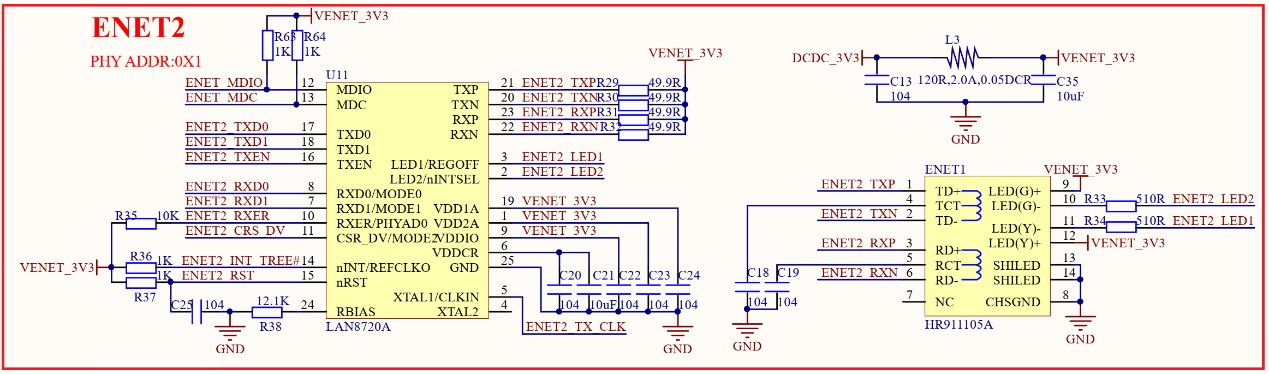 ENET2
PHY ADDR:0X1
VENET_3V3
R63 R64
1K 1K
U11
ENET_MDIO 12 MDIO TXP 21 ENET2_TXP R29 49.9R VENET_3V3
ENET_MDC 13 MDC TXN 20 ENET2_TXN R30 49.9R
RXP 23 ENET2_RXP R31 49.9R
ENET2_TXD0 17 TXD0 RXN 22 ENET2_RXN R32 49.9R
ENET2_TXD1 18 TXD1
ENET2_TXEN 16 TXEN LED1/REGOFF 3 ENET2_LED1
LED2/nINTSEL 2 ENET2_LED2
ENET2_RXD0 8 RXD0/MODE0
ENET2_RXD1 7 RXD1/MODE1 VDD1A 19 VENET_3V3
R35 10K ENET2_RXER 10 RXER/PHYAD0 VDD2A 1 VENET_3V3
ENET2_CRS_DV 11 CSR_DV/MODE2 VDDIO 9 VENET_3V3
VDDCR 6
VENET_3V3 R36 1K ENET2_INT_TREE# 14 nINT/REFCLKO GND 25
R37 1K ENET2_RST 15 nRST
C20 C21 C22 C23 C24
104 10uF 104 104 104
XTAL1/CLKIN 5
C25 104 12.1K R38 24 RBIAS XTAL2 4
ENET2_TX_CLK
LAN8720A
GND
GND
DCDC_3V3 L3 VENET_3V3
C13 120R,2.0A,0.05DCR C35
104 10uF
GND
ENET1
VENET_3V3
ENET2_TXP 1 TD+ LED(G)+ 9
4 TCT LED(G)- 10 R33 510R ENET2_LED2
ENET2_TXN 2 TD-
LED(Y)- 11 R34 510R ENET2_LED1
ENET2_RXP 3 RD+ LED(Y)+ 12 VENET_3V3
5 RCT SHILED 13
ENET2_RXN 6 RD- SHILED 14
7 NC CHSGND 8
C18 C19
104 104
HR911105A
GND
GND